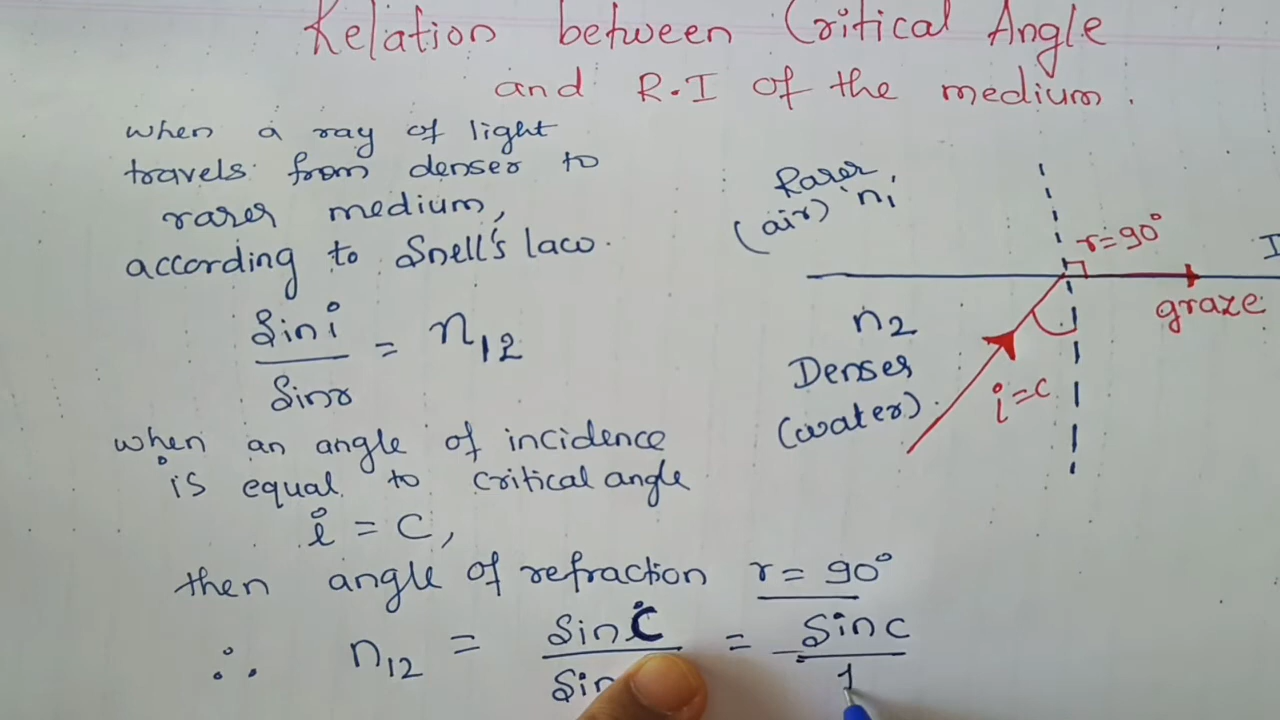 Relation between Critical Angle
and R.I of the medium.
when a ray of light
travels from denser to
rarer medium,
according to Snell's law.
Sin i / Sin r = n₁₂
when an angle of incidence
is equal to critical angle
i = C,
then angle of refraction r = 90°
∴ n₁₂ = Sin C / Sin = Sin C / 1
Rarer n₁
(air)
r=90°
graze
n₂
Denser
(water)
i=c